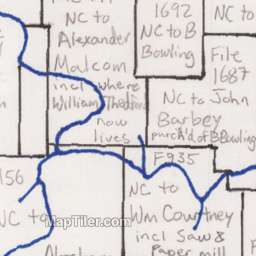 NC to
Alexander
Malcom
incl where
William Thedford
now
lives
1692
NC to B
Bowling
NC to
File
1687
NC to John
Barbey
purch'd of B Bowling
F935
NC to
Wm Courtney
incl Saw &
Paper mill
156
NC to
MapTiler.com